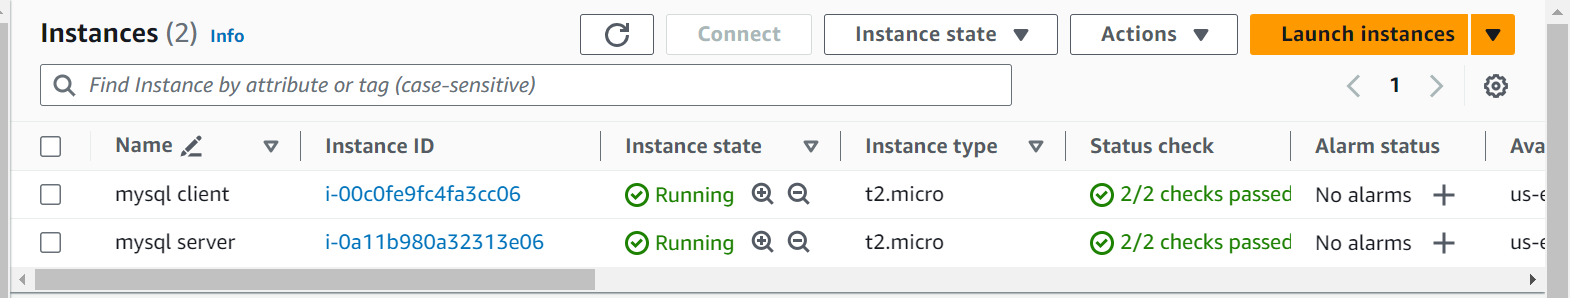 Instances (2) Info Connect Instance state Actions Launch instances
Find Instance by attribute or tag (case-sensitive) 1
Name Instance ID Instance state Instance type Status check Alarm status Ava
mysql client i-00c0fe9fc4fa3cc06 Running t2.micro 2/2 checks passed No alarms us-e
mysql server i-0a11b980a32313e06 Running t2.micro 2/2 checks passed No alarms us-e